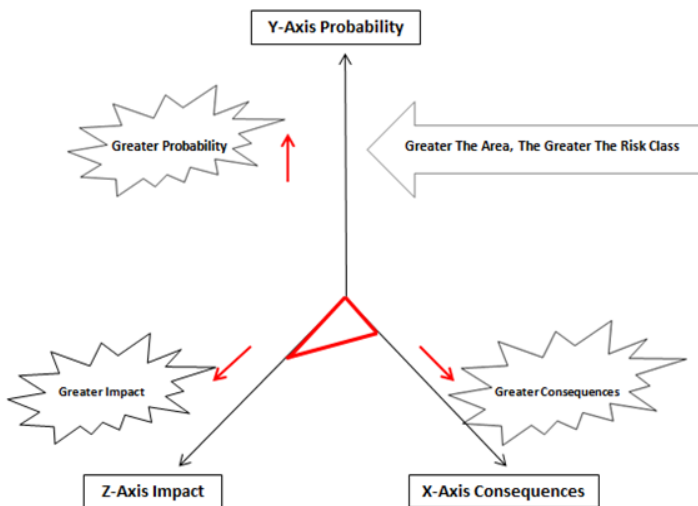 Y-Axis Probability
Greater Probability
Greater The Area, The Greater The Risk Class
Greater Impact
Greater Consequences
Z-Axis Impact
X-Axis Consequences